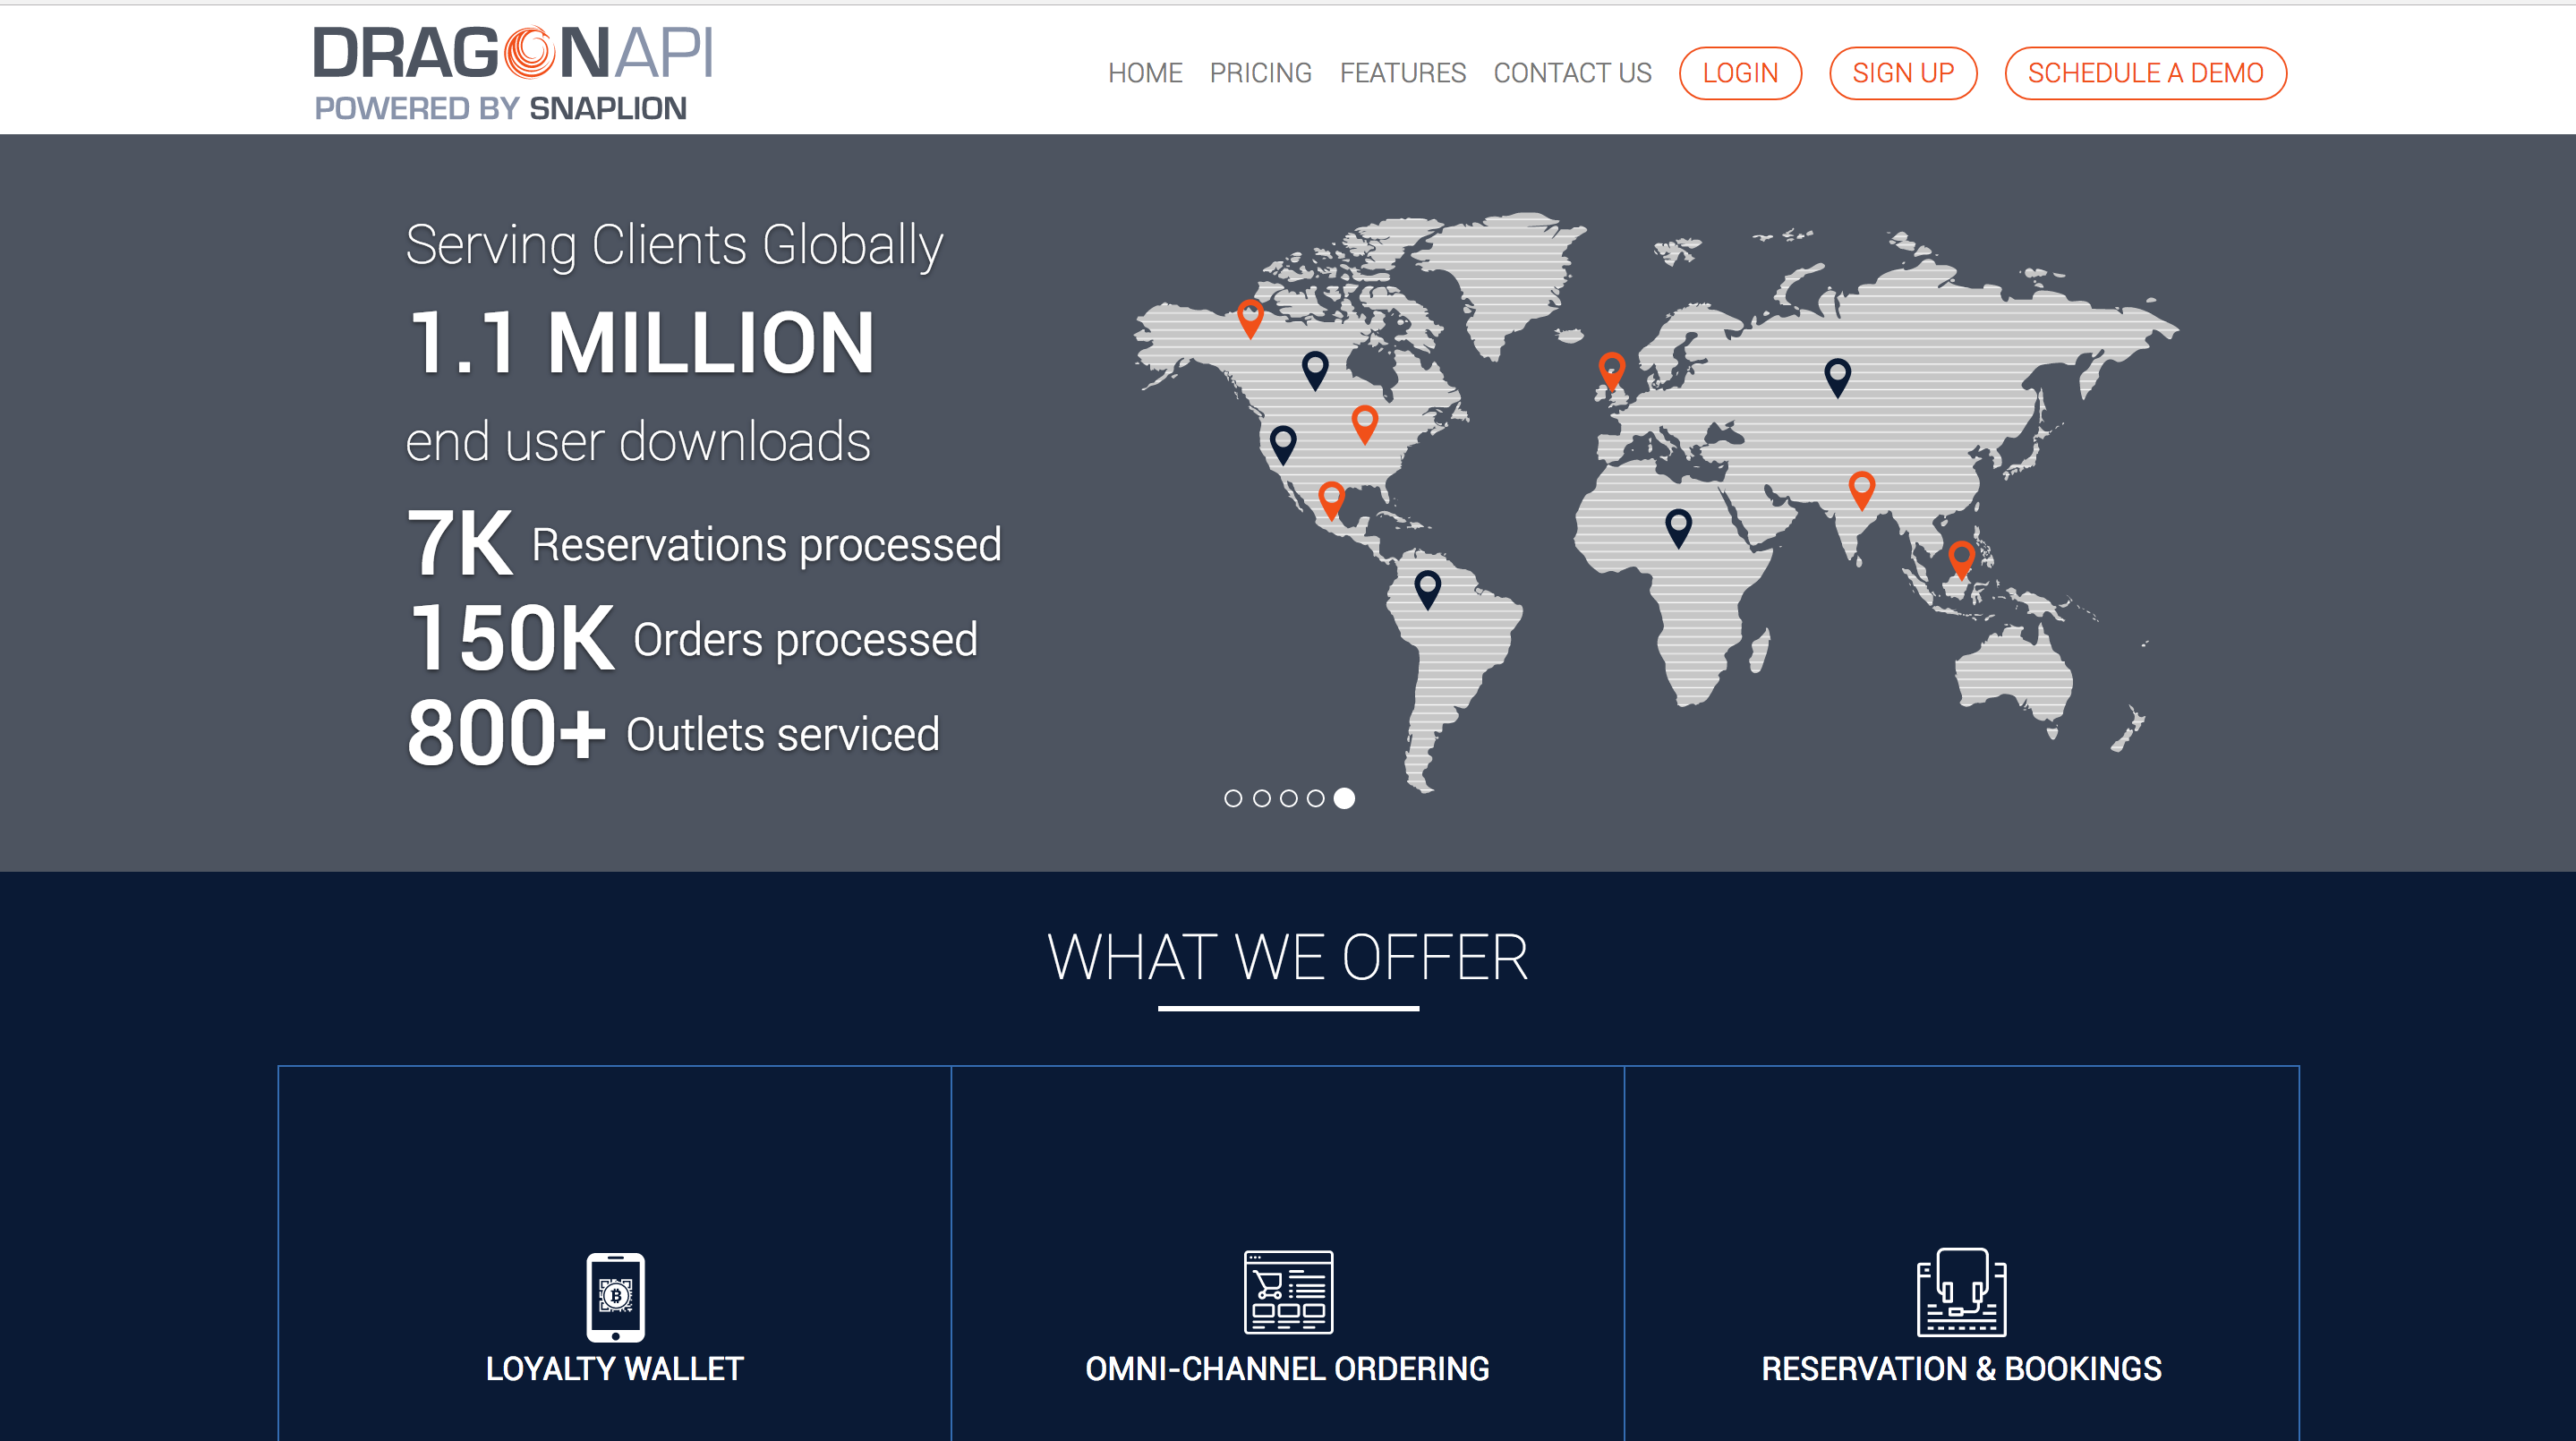 DRAGONAPI
POWERED BY SNAPLION
HOME PRICING FEATURES CONTACT US LOGIN SIGN UP SCHEDULE A DEMO
Serving Clients Globally
1.1 MILLION
end user downloads
7K Reservations processed
150K Orders processed
800+ Outlets serviced
WHAT WE OFFER
LOYALTY WALLET
OMNI-CHANNEL ORDERING
RESERVATION & BOOKINGS